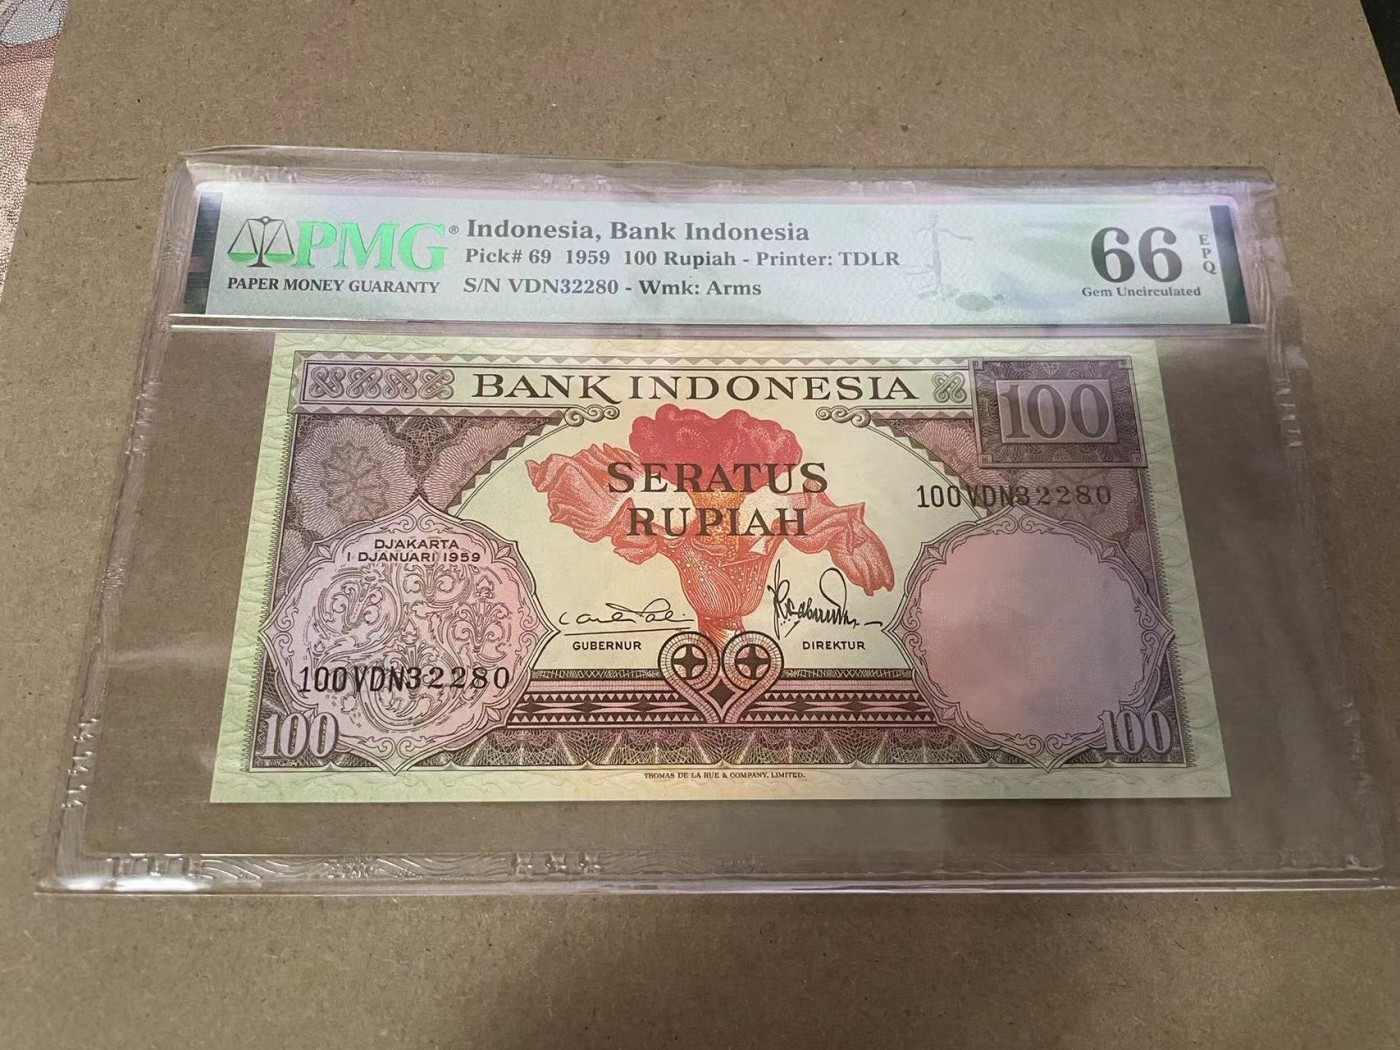 PMG®
PAPER MONEY GUARANTY
Indonesia, Bank Indonesia
Pick# 69 1959 100 Rupiah - Printer: TDLR
S/N VDN32280 - Wmk: Arms
66
EPQ
Gem Uncirculated
BANK INDONESIA
100
SERATUS
RUPIAH
100VDN32280
DJAKARTA
1 DJANUARI 1959
GUBERNUR
DIREKTUR
100VDN32280
100
100
THOMAS DE LA RUE & COMPANY, LIMITED.